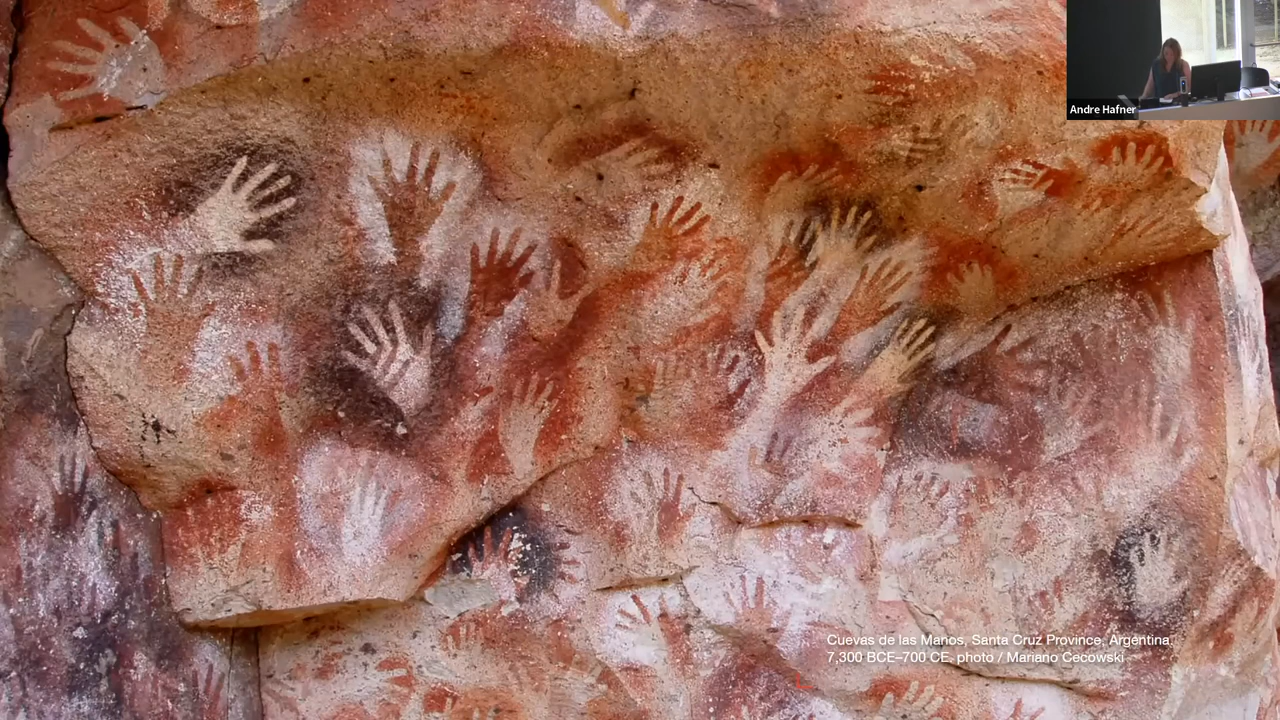 Andre Hafner
Cuevas de las Manos, Santa Cruz Province, Argentina.
7,300 BCE–700 CE. photo / Mariano Cecowski